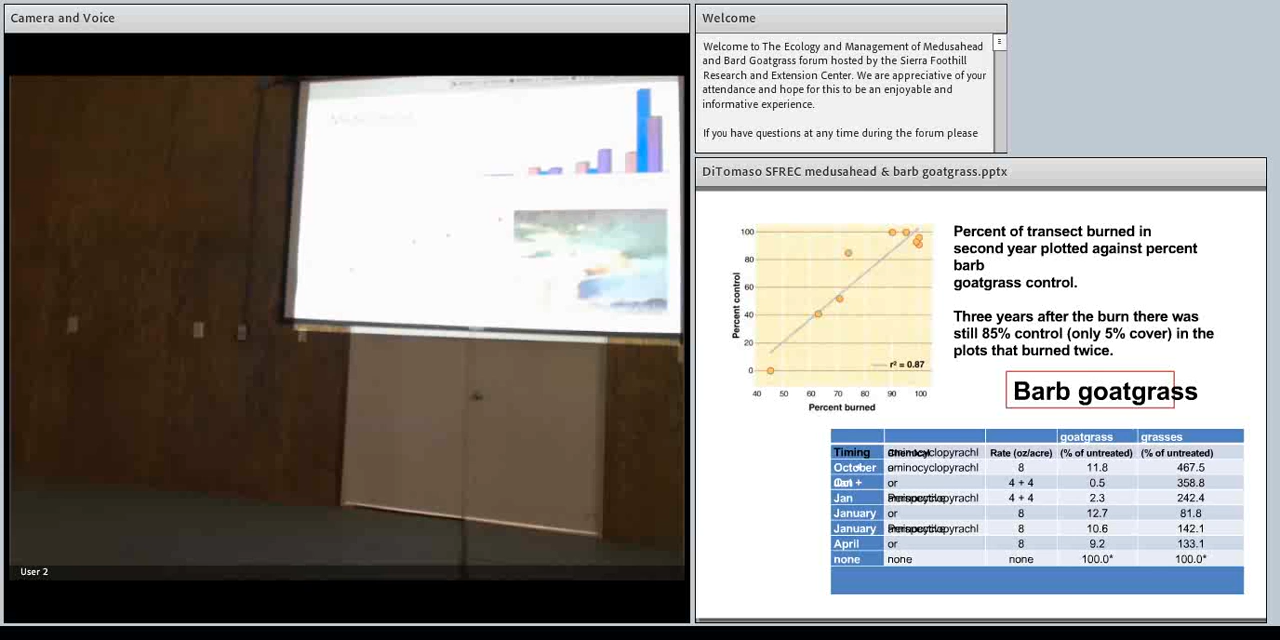 Camera and Voice
User 2
Welcome
Welcome to The Ecology and Management of Medusahead
and Bard Goatgrass forum hosted by the Sierra Foothill
Research and Extension Center. We are appreciative of your
attendance and hope for this to be an enjoyable and
informative experience.
If you have questions at any time during the forum please
DiTomaso SFREC medusahead & barb goatgrass.pptx
100
80
60
40
20
0
Percent control
r² = 0.87
40 50 60 70 80 90 100
Percent burned
Percent of transect burned in
second year plotted against percent
barb
goatgrass control.
Three years after the burn there was
still 85% control (only 5% cover) in the
plots that burned twice.
Barb goatgrass
goatgrass grasses
Timing Rate (oz/acre) (% of untreated) (% of untreated)
October aminocyclopyrachl 8 11.8 467.5
or 4 + 4 0.5 358.8
Jan 4 + 4 2.3 242.4
January or 8 12.7 81.8
January 8 10.6 142.1
April or 8 9.2 133.1
none none none 100.0* 100.0*